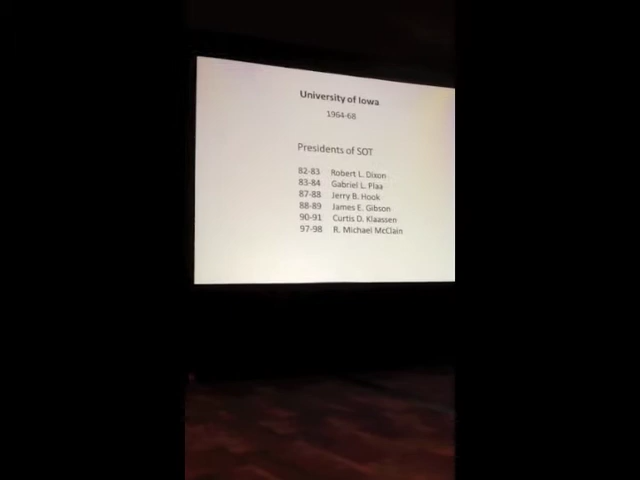 University of Iowa
1964-68
Presidents of SOT
82-83 Robert L. Dixon
83-84 Gabriel L. Plaa
87-88 Jerry B. Hook
88-89 James E. Gibson
90-91 Curtis D. Klaassen
97-98 R. Michael McClain